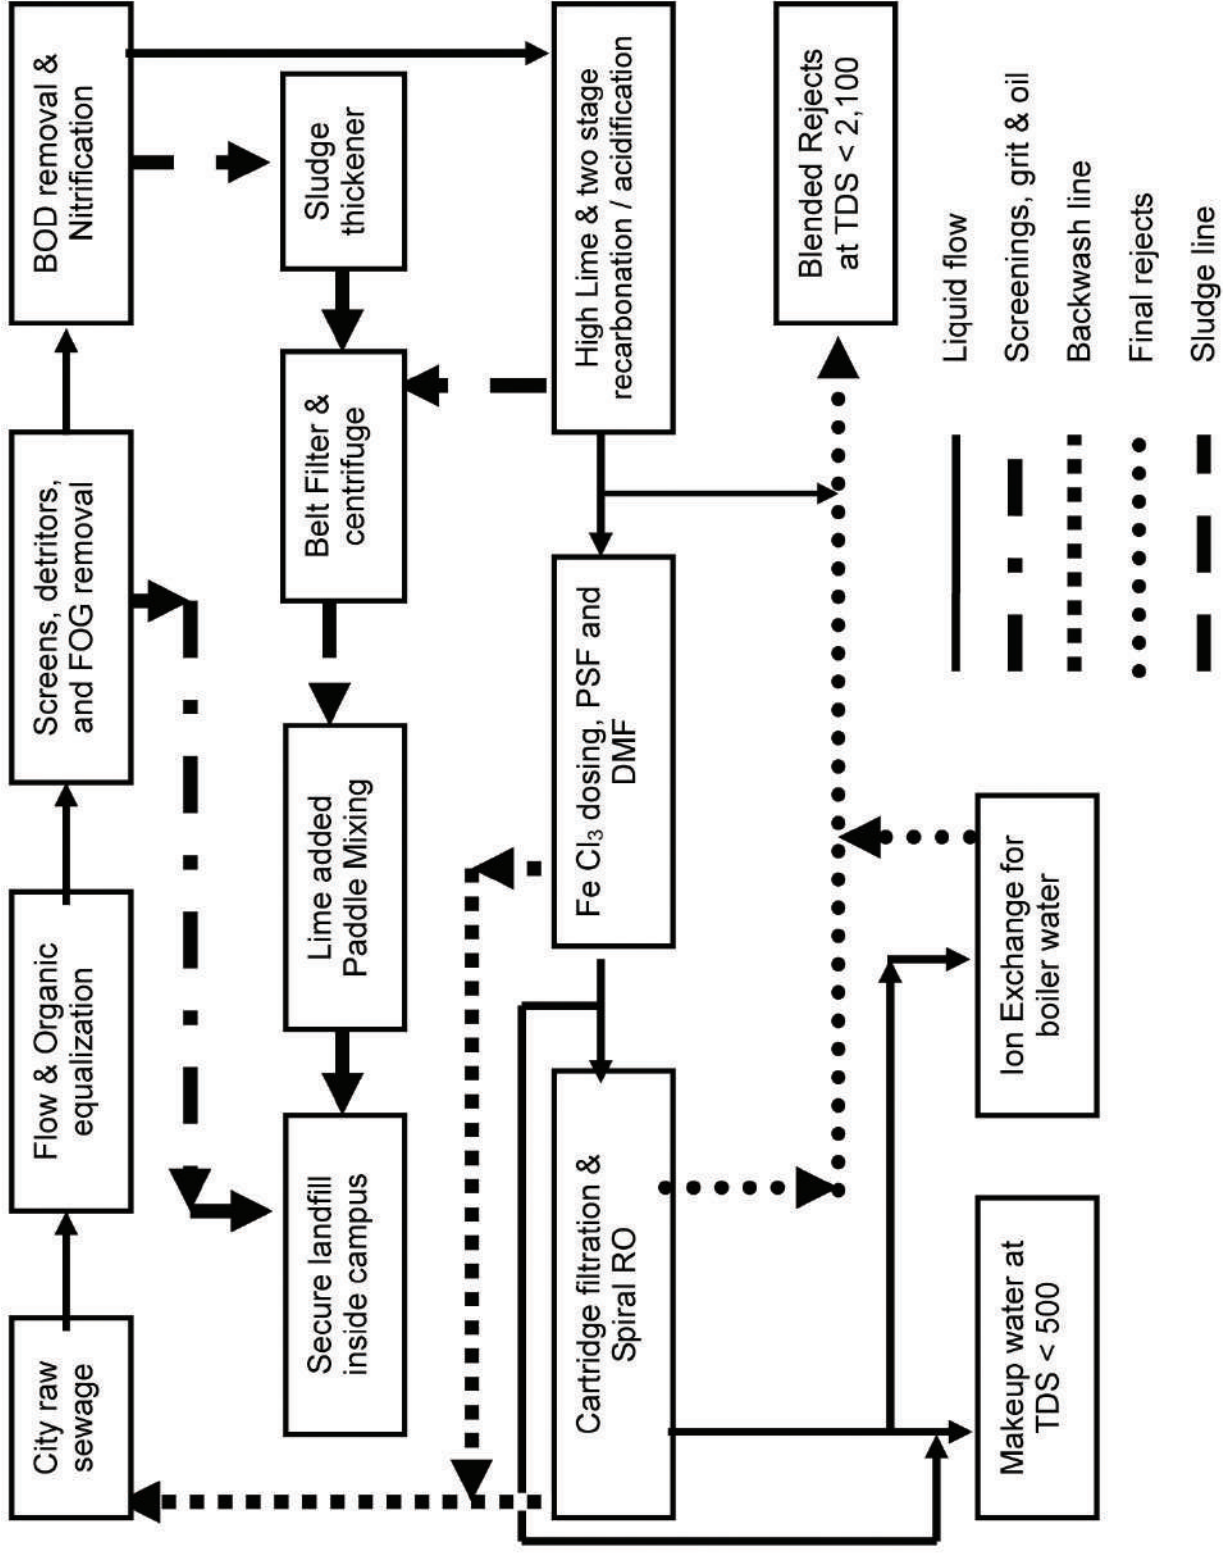 City raw
sewage
Flow & Organic
equalization
Screens, detritors,
and FOG removal
BOD removal &
Nitrification
Secure landfill
inside campus
Lime added
Paddle Mixing
Belt Filter &
centrifuge
Sludge
thickener
Cartridge filtration &
Spiral RO
Fe Cl₃ dosing, PSF and
DMF
High Lime & two stage
recarbonation / acidification
Blended Rejects
at TDS < 2,100
Makeup water at
TDS < 500
Ion Exchange for
boiler water
Liquid flow
Screenings, grit & oil
Backwash line
Final rejects
Sludge line